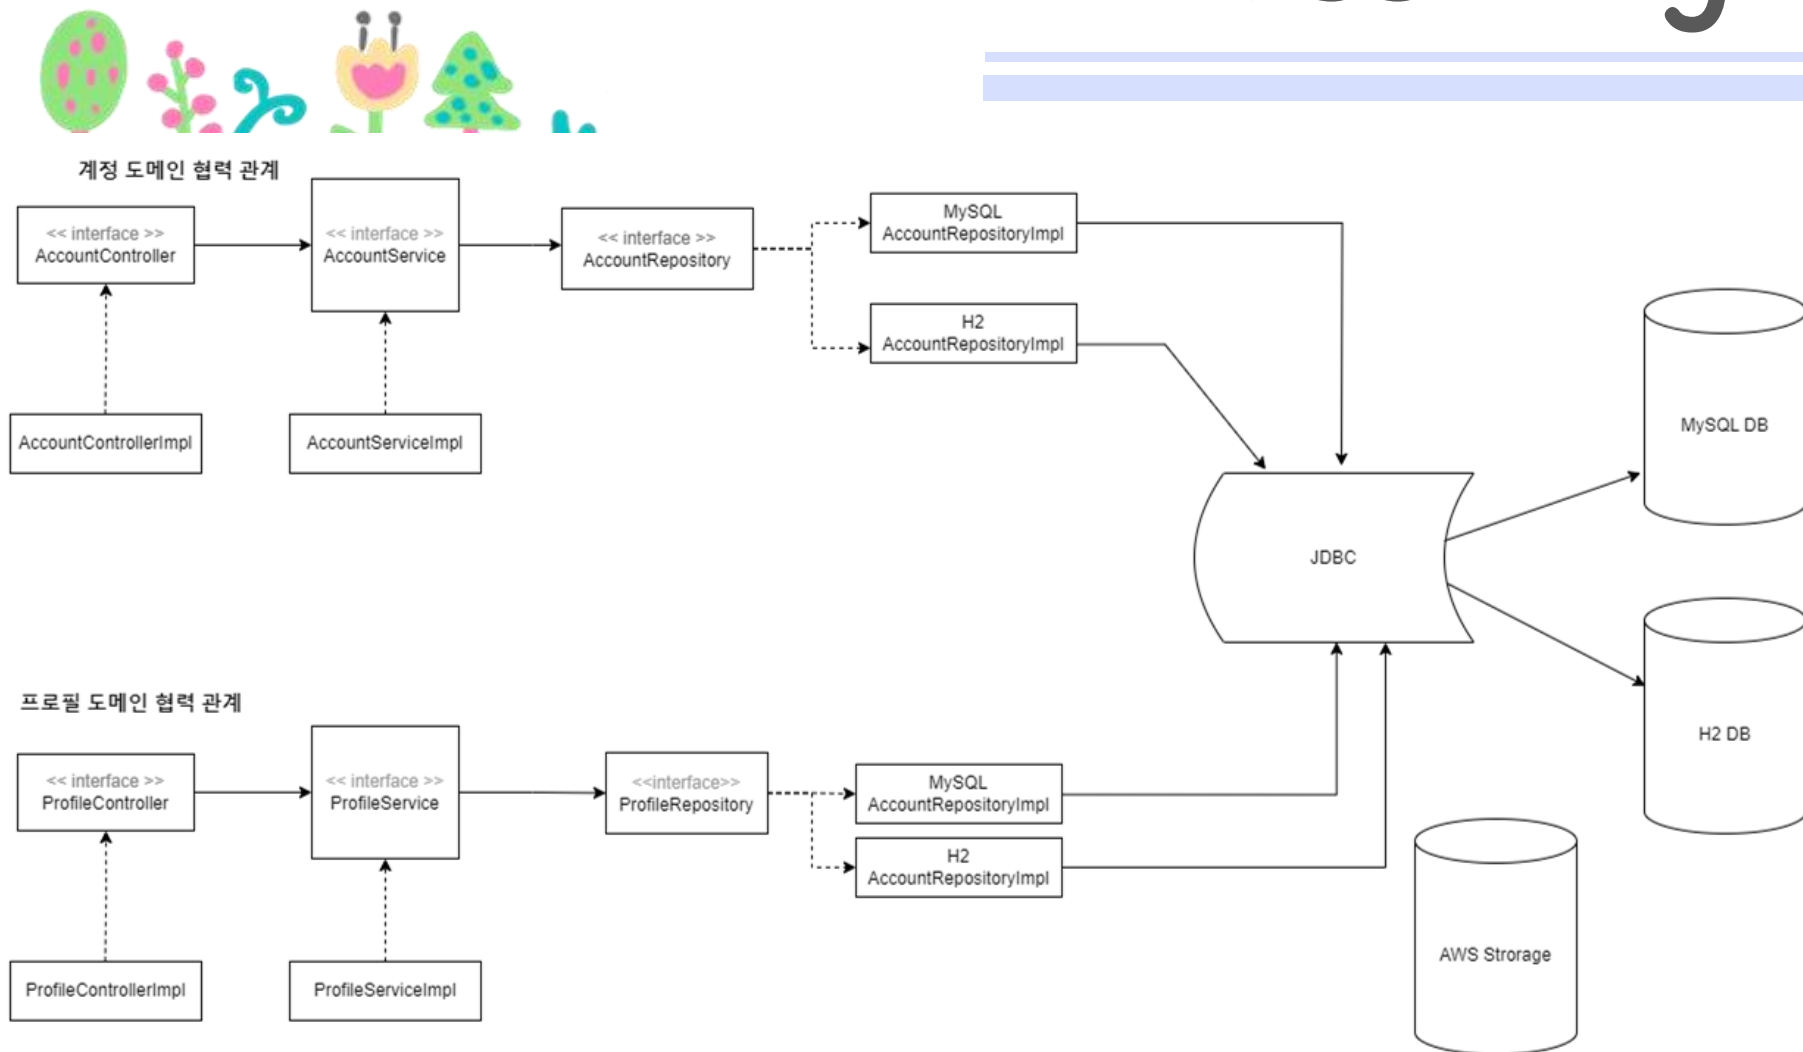 계정 도메인 협력 관계
<< interface >>
AccountController
<< interface >>
AccountService
<< interface >>
AccountRepository
MySQL
AccountRepositoryImpl
H2
AccountRepositoryImpl
AccountControllerImpl
AccountServiceImpl
MySQL DB
JDBC
H2 DB
프로필 도메인 협력 관계
<< interface >>
ProfileController
<< interface >>
ProfileService
<<interface>>
ProfileRepository
MySQL
AccountRepositoryImpl
H2
AccountRepositoryImpl
ProfileControllerImpl
ProfileServiceImpl
AWS Strorage